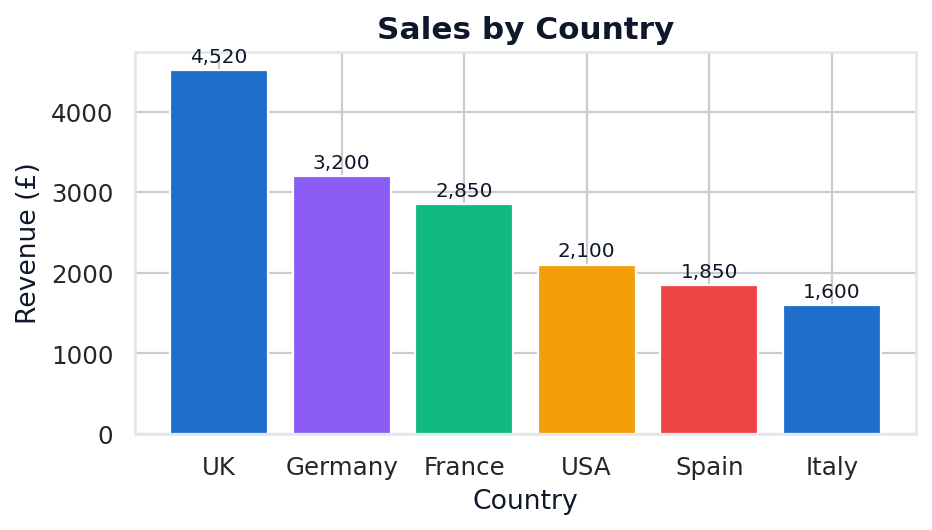 Sales by Country
4,520
4000
3,200
3000
2,850
2,100
2000
1,850
1,600
1000
0
Revenue (£)
UK Germany France USA Spain Italy
Country